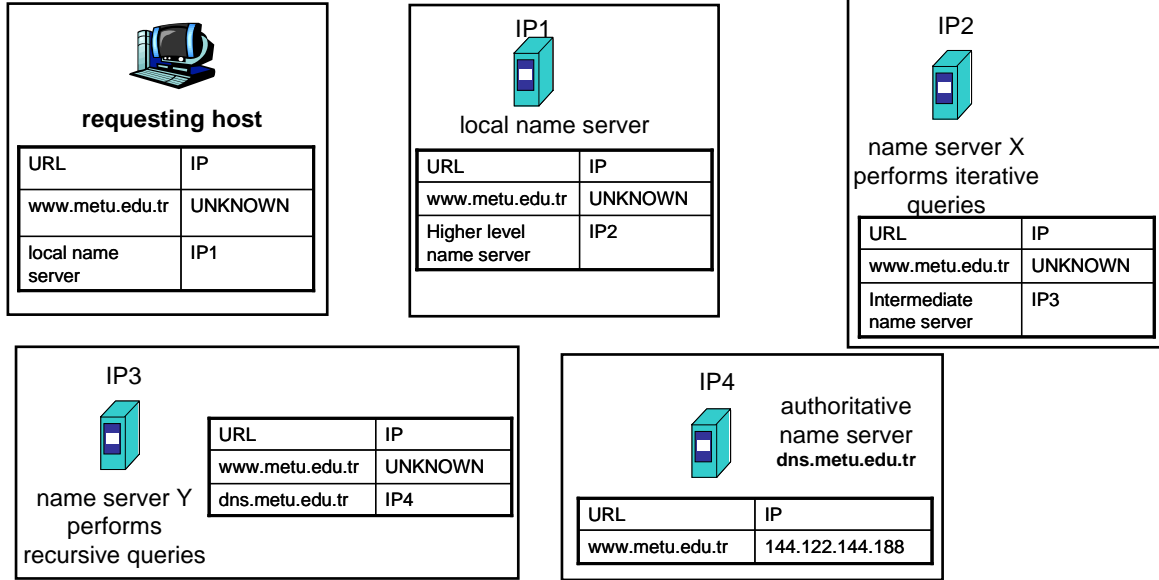 requesting host
URL IP
www.metu.edu.tr UNKNOWN
local name
server IP1
IP1
local name server
URL IP
www.metu.edu.tr UNKNOWN
Higher level
name server IP2
IP2
name server X
performs iterative
queries
URL IP
www.metu.edu.tr UNKNOWN
Intermediate
name server IP3
IP3
name server Y
performs
recursive queries
URL IP
www.metu.edu.tr UNKNOWN
dns.metu.edu.tr IP4
IP4
authoritative
name server
dns.metu.edu.tr
URL IP
www.metu.edu.tr 144.122.144.188